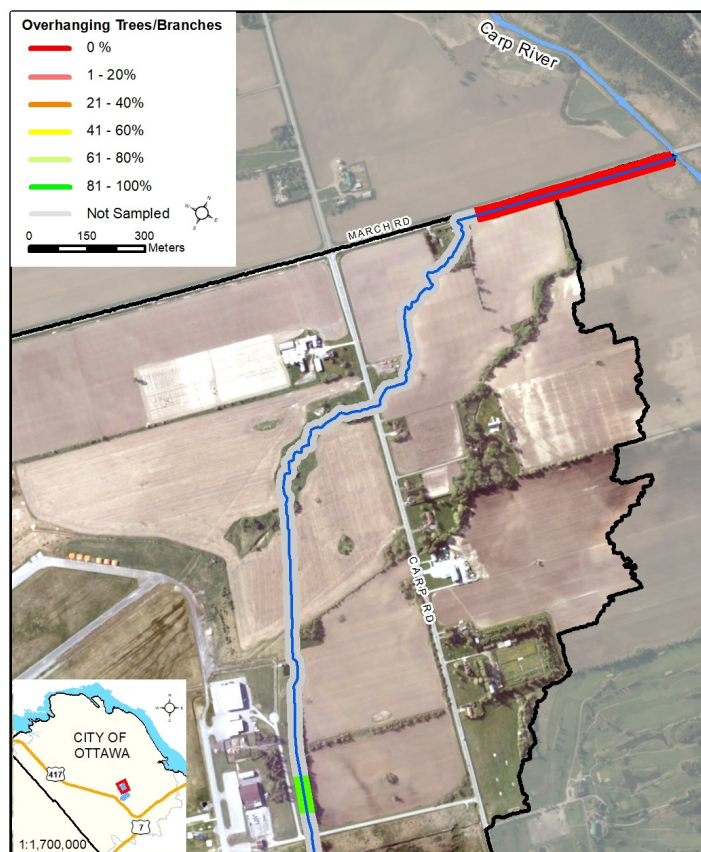 Overhanging Trees/Branches
0 %
1 - 20%
21 - 40%
41 - 60%
61 - 80%
81 - 100%
Not Sampled
N
W
E
S
0 150 300
Meters
Carp River
MARCH RD
CARP RD
CITY OF
OTTAWA
N
W
E
S
417
7
1:1,700,000